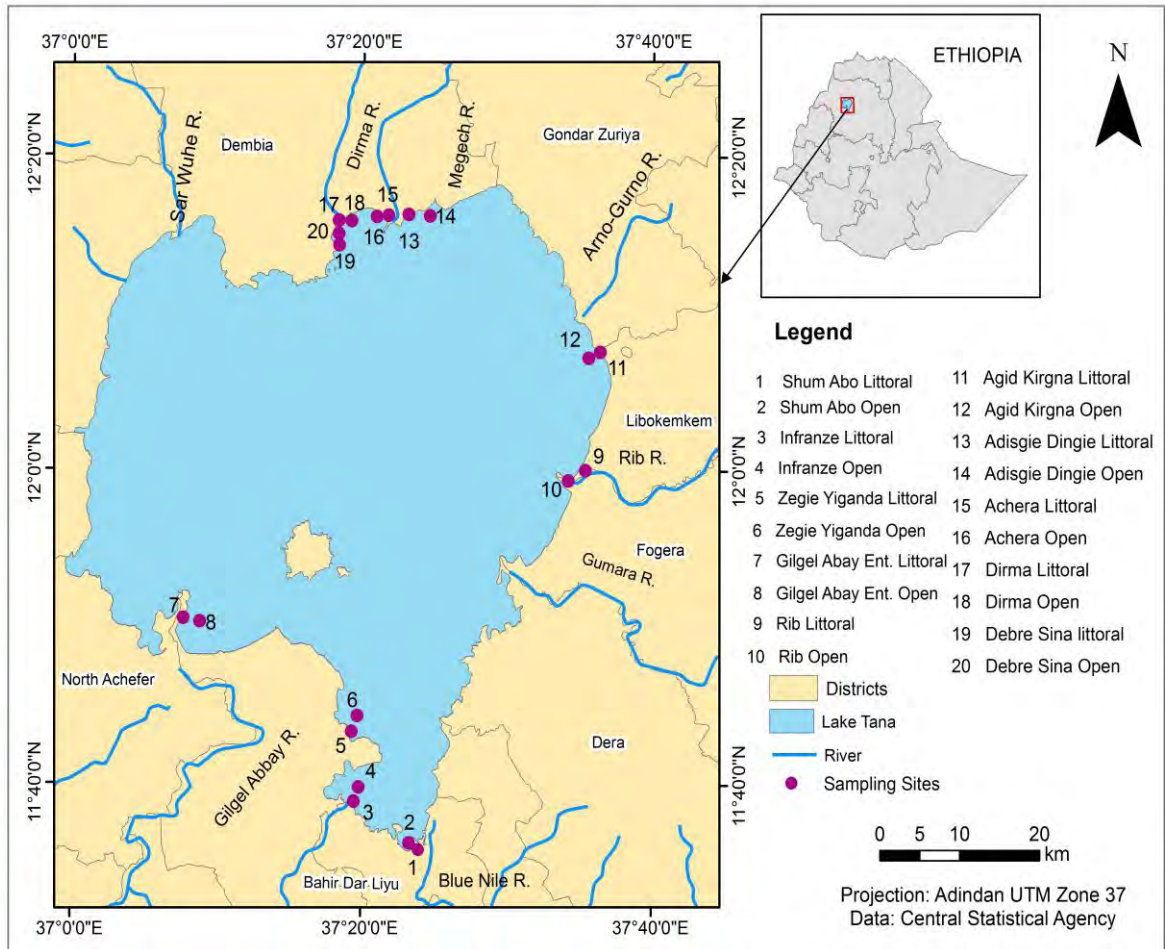 37°0'0"E
37°20'0"E
37°40'0"E
ETHIOPIA
N
12°20'0"N
12°20'0"N
Sar Wuhe R.
Dembia
Dirma R.
Megech R.
Gondar Zuriya
Arno-Gurno R.
17
18
15
16
13
14
20
19
12
11
Libokemkem
9
Rib R.
10
12°0'0"N
12°0'0"N
Fogera
Gumara R.
7
8
North Achefer
6
5
Dera
Gilgel Abbay R.
4
3
2
1
11°40'0"N
11°40'0"N
Bahir Dar Liyu
Blue Nile R.
37°0'0"E
37°20'0"E
37°40'0"E
Legend
1 Shum Abo Littoral
2 Shum Abo Open
3 Infranze Littoral
4 Infranze Open
5 Zegie Yiganda Littoral
6 Zegie Yiganda Open
7 Gilgel Abay Ent. Littoral
8 Gilgel Abay Ent. Open
9 Rib Littoral
10 Rib Open
11 Agid Kirgna Littoral
12 Agid Kirgna Open
13 Adisgie Dingie Littoral
14 Adisgie Dingie Open
15 Achera Littoral
16 Achera Open
17 Dirma Littoral
18 Dirma Open
19 Debre Sina littoral
20 Debre Sina Open
Districts
Lake Tana
River
Sampling Sites
0 5 10 20
km
Projection: Adindan UTM Zone 37
Data: Central Statistical Agency